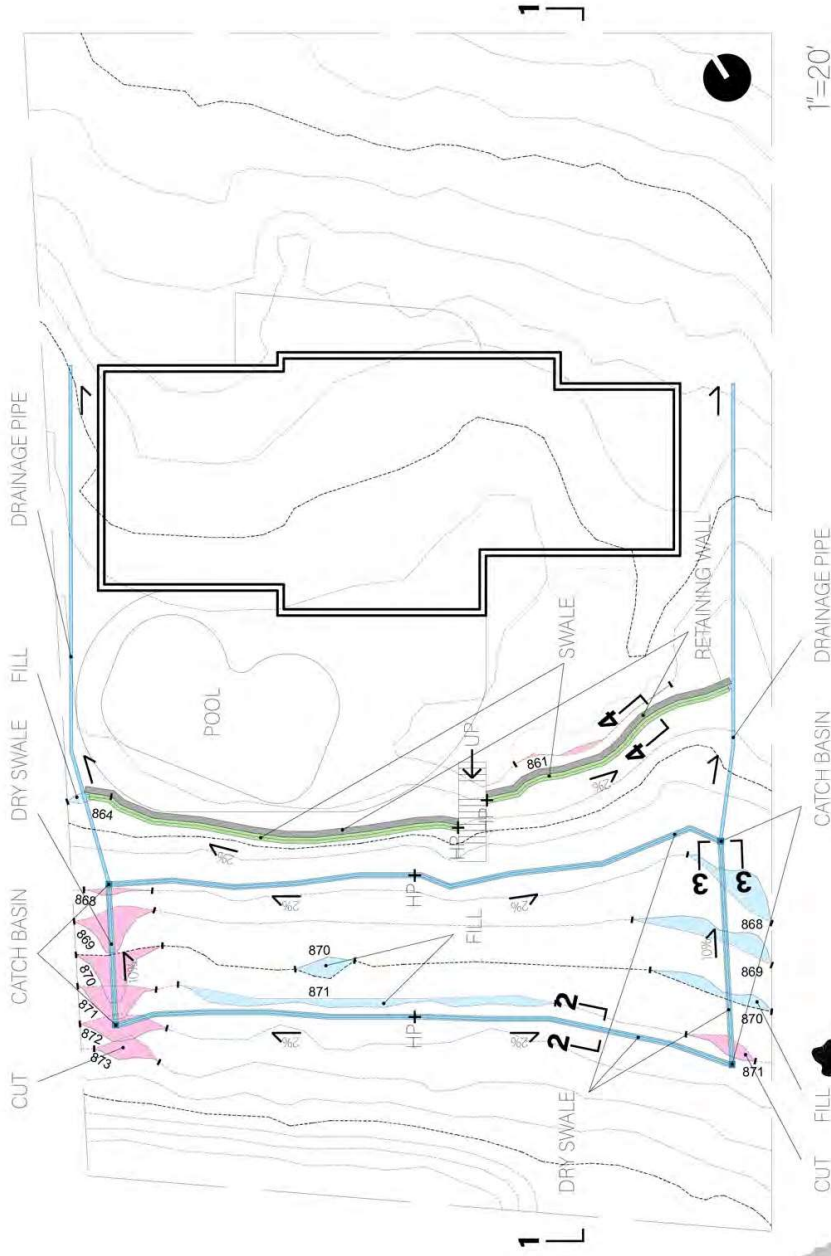 CUT
CATCH BASIN
DRY SWALE
FILL
DRAINAGE PIPE
873
872
871
870
869
868
10%
864
2%
2%
2%
POOL
870
871
FILL
HP
HP
HP
HP
UP
1
1
2%
2%
2
2
861
2%
SWALE
DRY SWALE
4
4
RETAINING WALL
3
3
10%
871
870
869
868
CUT
FILL
CATCH BASIN
DRAINAGE PIPE
1"=20'